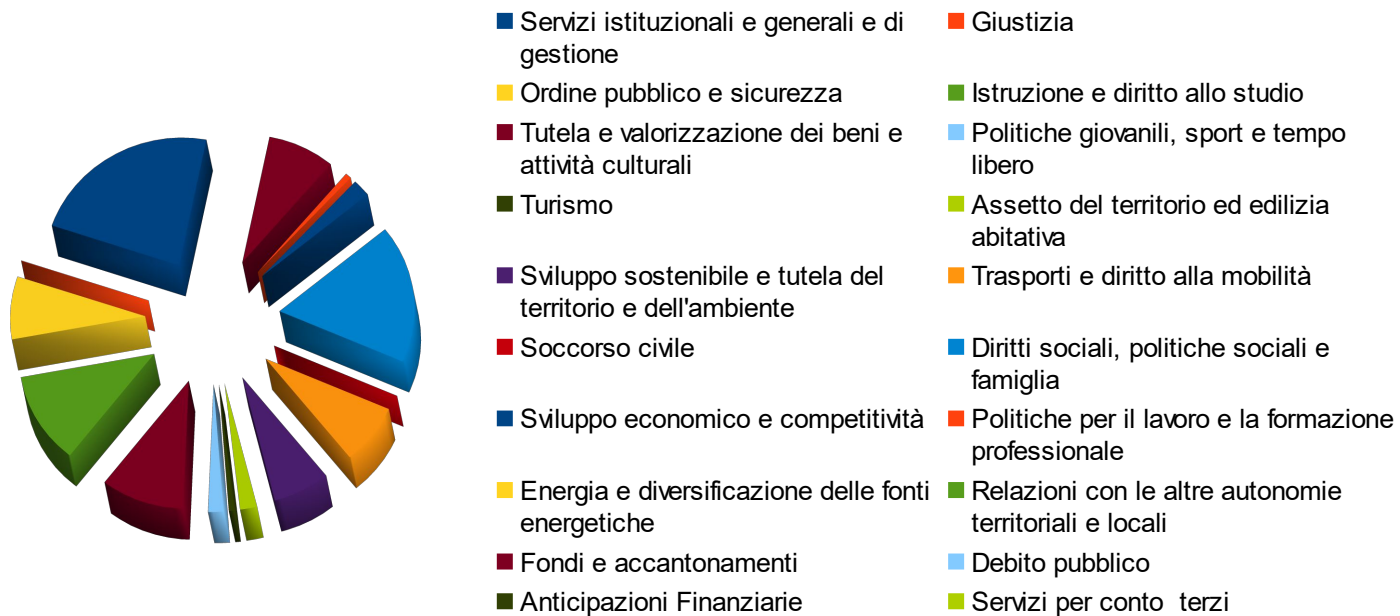 Servizi istituzionali e generali e di
gestione
Giustizia
Ordine pubblico e sicurezza
Istruzione e diritto allo studio
Tutela e valorizzazione dei beni e
attività culturali
Politiche giovanili, sport e tempo
libero
Turismo
Assetto del territorio ed edilizia
abitativa
Sviluppo sostenibile e tutela del
territorio e dell'ambiente
Trasporti e diritto alla mobilità
Soccorso civile
Diritti sociali, politiche sociali e
famiglia
Sviluppo economico e competitività
Politiche per il lavoro e la formazione
professionale
Energia e diversificazione delle fonti
energetiche
Relazioni con le altre autonomie
territoriali e locali
Fondi e accantonamenti
Debito pubblico
Anticipazioni Finanziarie
Servizi per conto  terzi